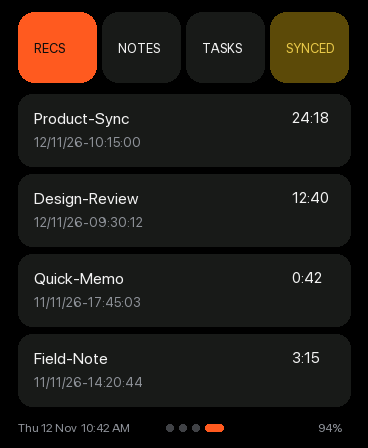 RECS NOTES TASKS SYNCED
Product-Sync 24:18
12/11/26-10:15:00
Design-Review 12:40
12/11/26-09:30:12
Quick-Memo 0:42
11/11/26-17:45:03
Field-Note 3:15
11/11/26-14:20:44
Thu 12 Nov 10:42 AM 94%